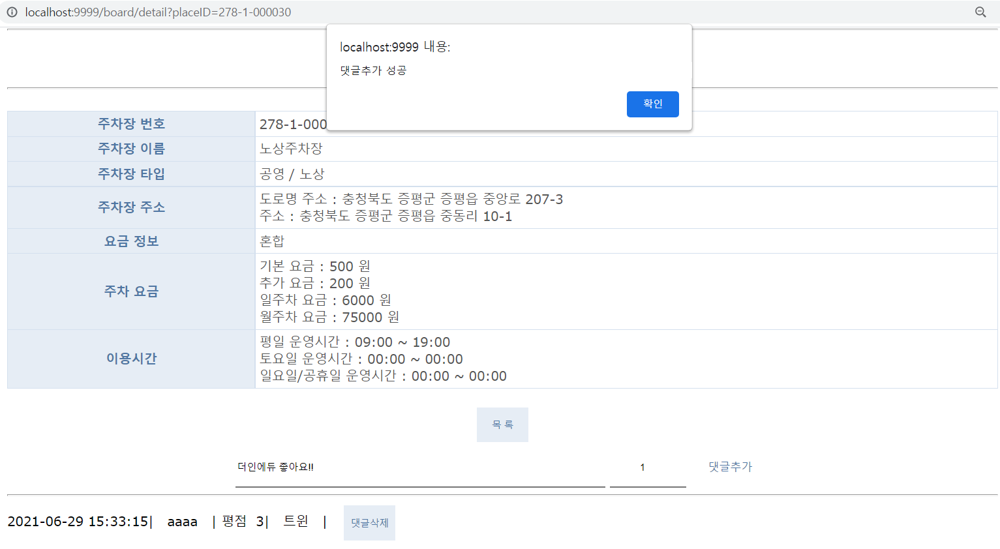 localhost:9999/board/detail?placeID=278-1-000030
localhost:9999 내용:
댓글추가 성공
확인
주차장 번호 278-1-000
주차장 이름 노상주차장
주차장 타입 공영 / 노상
주차장 주소 도로명 주소 : 충청북도 증평군 증평읍 중앙로 207-3
주소 : 충청북도 증평군 증평읍 중동리 10-1
요금 정보 혼합
주차 요금 기본 요금 : 500 원
추가 요금 : 200 원
일주차 요금 : 6000 원
월주차 요금 : 75000 원
이용시간 평일 운영시간 : 09:00 ~ 19:00
토요일 운영시간 : 00:00 ~ 00:00
일요일/공휴일 운영시간 : 00:00 ~ 00:00
목 록
더인에듀 좋아요!! 1 댓글추가
2021-06-29 15:33:15| aaaa | 평점 3| 트윈 | 댓글삭제